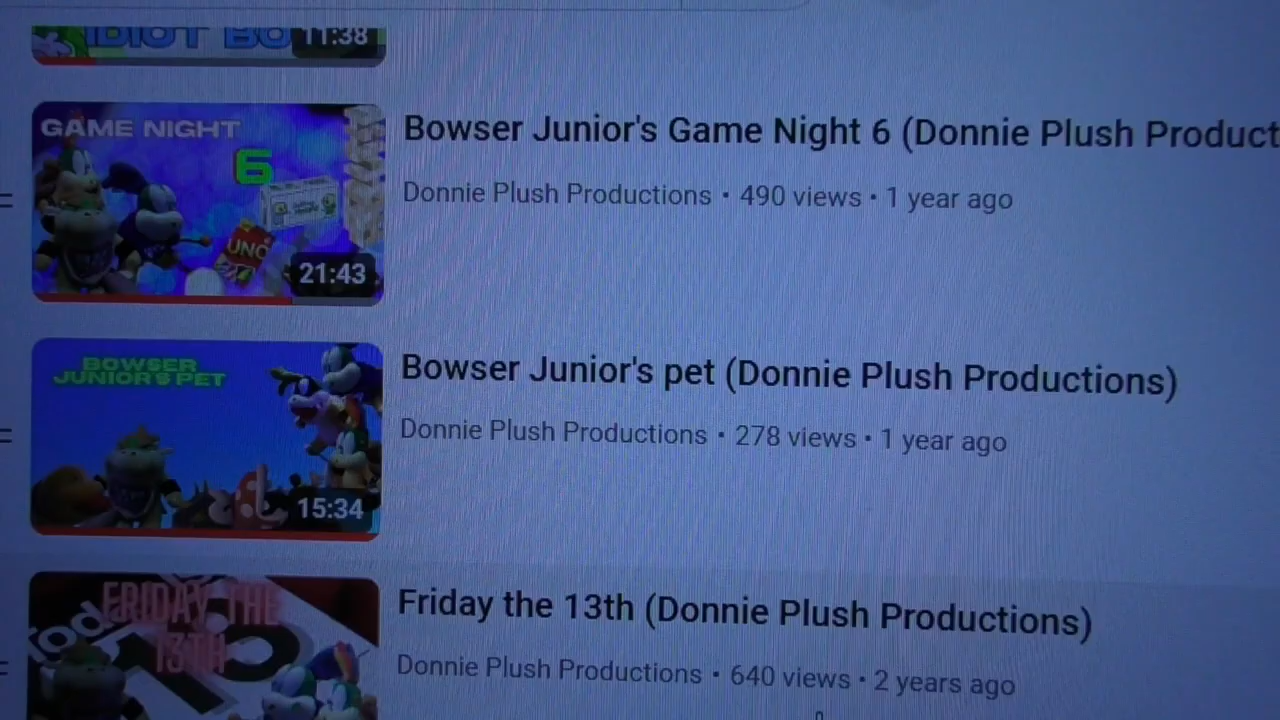 IDIOT BO
11:38
GAME NIGHT
6
UNO
21:43
Bowser Junior's Game Night 6 (Donnie Plush Product
Donnie Plush Productions • 490 views • 1 year ago
BOWSER
JUNIOR'S PET
15:34
Bowser Junior's pet (Donnie Plush Productions)
Donnie Plush Productions • 278 views • 1 year ago
FRIDAY THE
13TH
13
Friday the 13th (Donnie Plush Productions)
Donnie Plush Productions • 640 views • 2 years ago